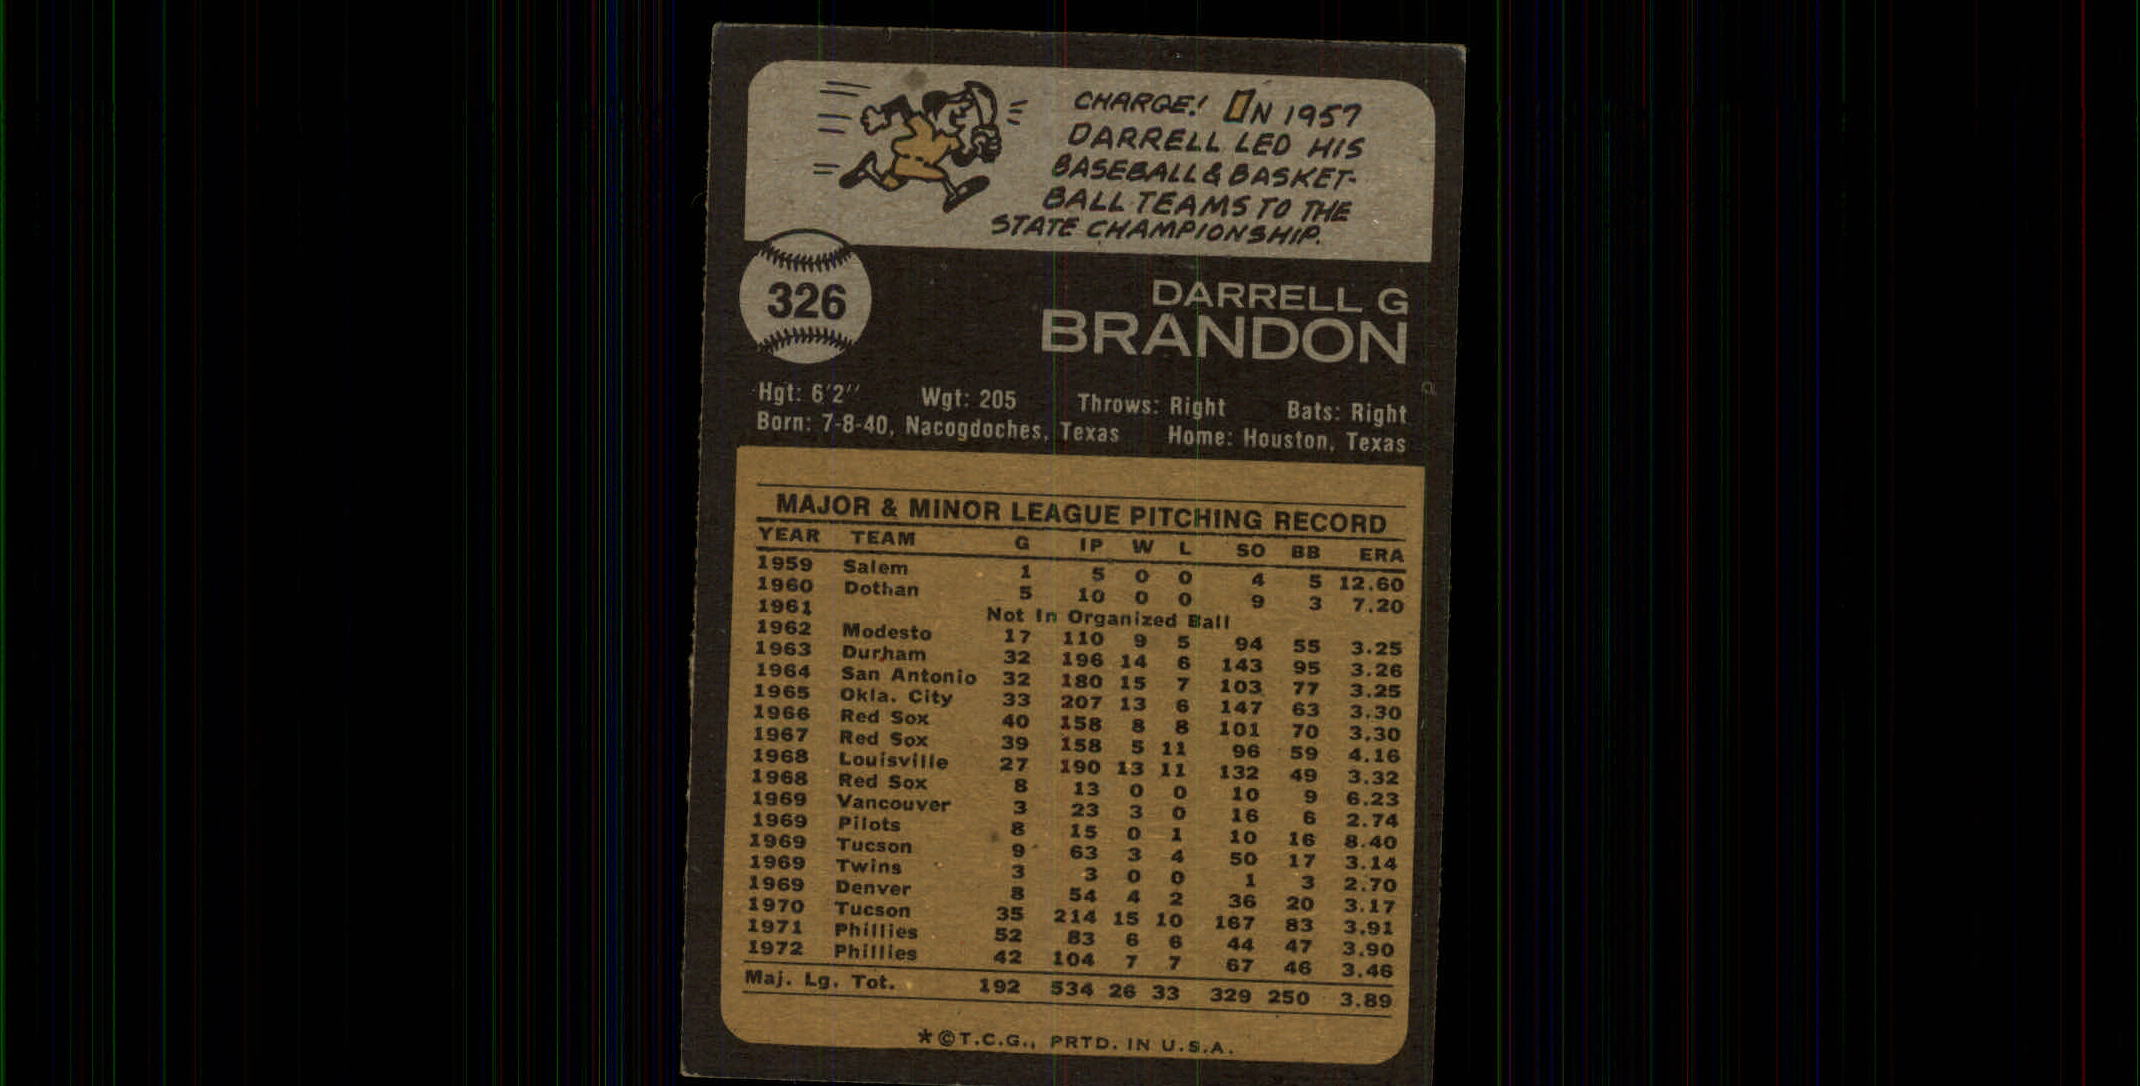 CHARGE! IN 1957
DARRELL LED HIS
BASEBALL & BASKET-
BALL TEAMS TO THE
STATE CHAMPIONSHIP.
326
DARRELL G
BRANDON
Hgt: 6'2'' Wgt: 205 Throws: Right Bats: Right
Born: 7-8-40, Nacogdoches, Texas Home: Houston, Texas
MAJOR & MINOR LEAGUE PITCHING RECORD
YEAR TEAM G IP W L SO BB ERA
1959 Salem 1 5 0 0 4 5 12.60
1960 Dothan 5 10 0 0 9 3 7.20
1961 Not In Organized Ball
1962 Modesto 17 110 9 5 94 55 3.25
1963 Durham 32 196 14 6 143 95 3.26
1964 San Antonio 32 180 15 7 103 77 3.25
1965 Okla. City 33 207 13 6 147 63 3.30
1966 Red Sox 40 158 8 8 101 70 3.30
1967 Red Sox 39 158 5 11 96 59 4.16
1968 Louisville 27 190 13 11 132 49 3.32
1968 Red Sox 8 13 0 0 10 9 6.23
1969 Vancouver 3 23 3 0 16 6 2.74
1969 Pilots 8 15 0 1 10 16 8.40
1969 Tucson 9 63 3 4 50 17 3.14
1969 Twins 3 3 0 0 1 3 2.70
1969 Denver 8 54 4 2 36 20 3.17
1970 Tucson 35 214 15 10 167 83 3.91
1971 Phillies 52 83 6 6 44 47 3.90
1972 Phillies 42 104 7 7 67 46 3.46
Maj. Lg. Tot. 192 534 26 33 329 250 3.89
*©T.C.G., PRTD. IN U.S.A.